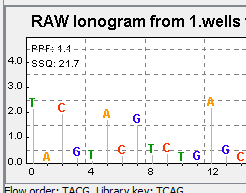 RAW Ionogram from 1.wells
PPF: 1.1
SSQ: 21.7
4.0
3.0
2.0
1.0
0.0
T A C G T A C G T C T G A G C
0 4 8 12
Flow order: TACG Library key: TCAG